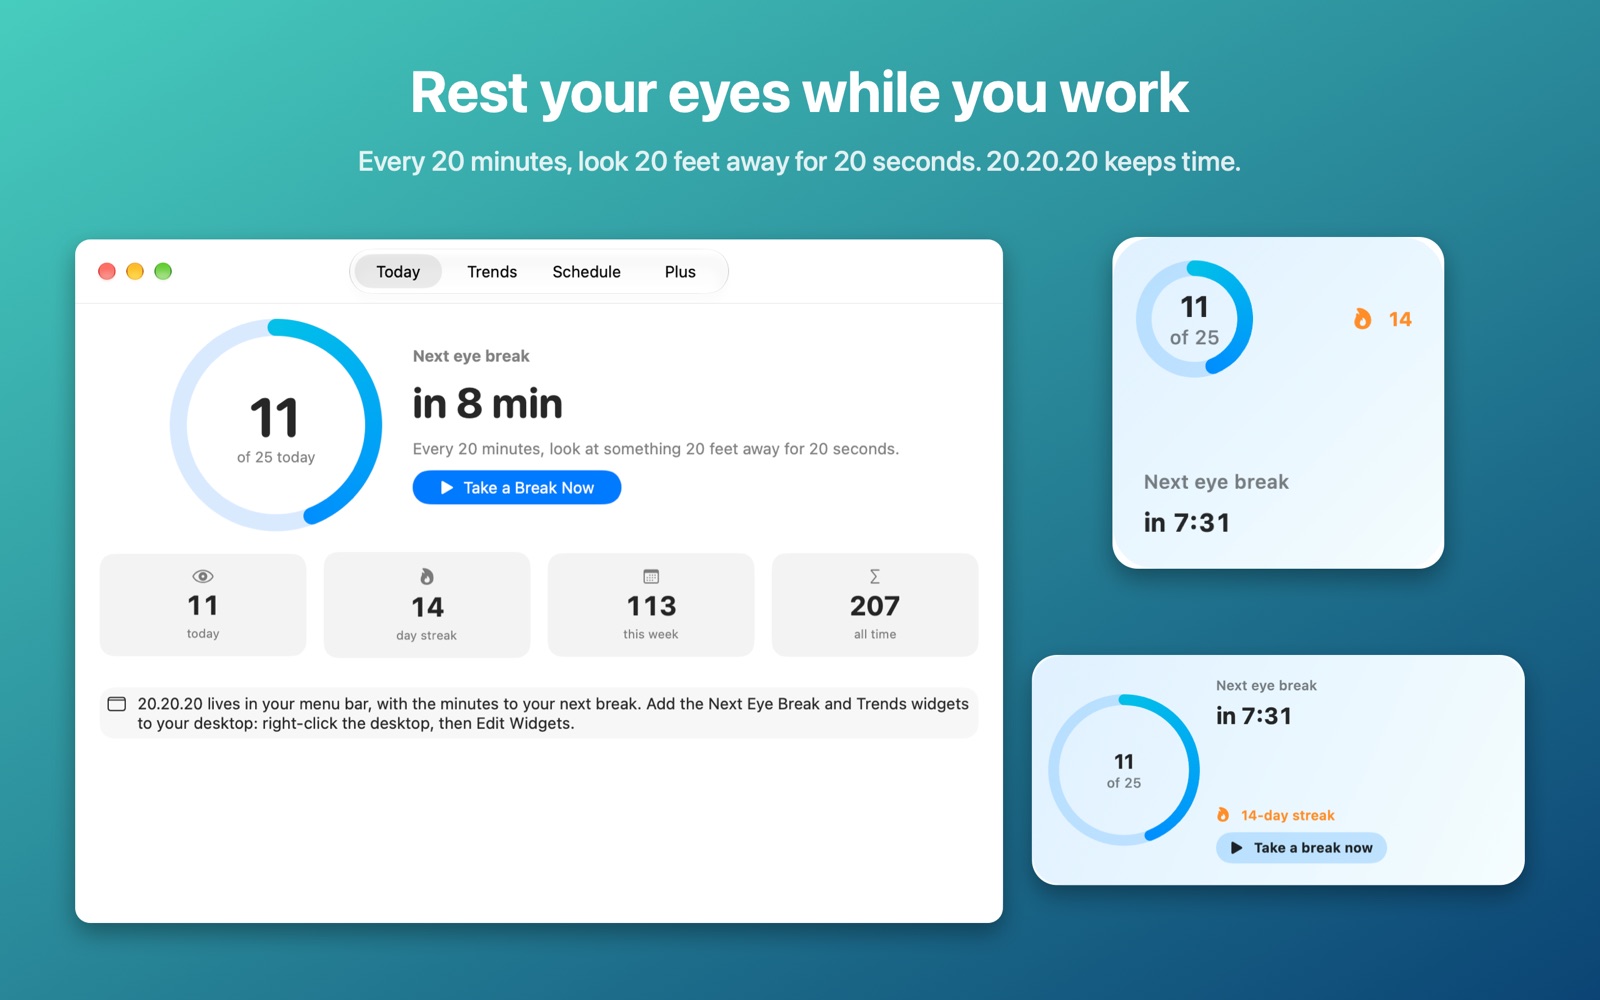 Rest your eyes while you work
Every 20 minutes, look 20 feet away for 20 seconds. 20.20.20 keeps time.
Today
Trends
Schedule
Plus
11
of 25 today
Next eye break
in 8 min
Every 20 minutes, look at something 20 feet away for 20 seconds.
Take a Break Now
11
today
14
day streak
113
this week
Σ
207
all time
20.20.20 lives in your menu bar, with the minutes to your next break. Add the Next Eye Break and Trends widgets
to your desktop: right-click the desktop, then Edit Widgets.
11
of 25
14
Next eye break
in 7:31
11
of 25
Next eye break
in 7:31
14-day streak
Take a break now